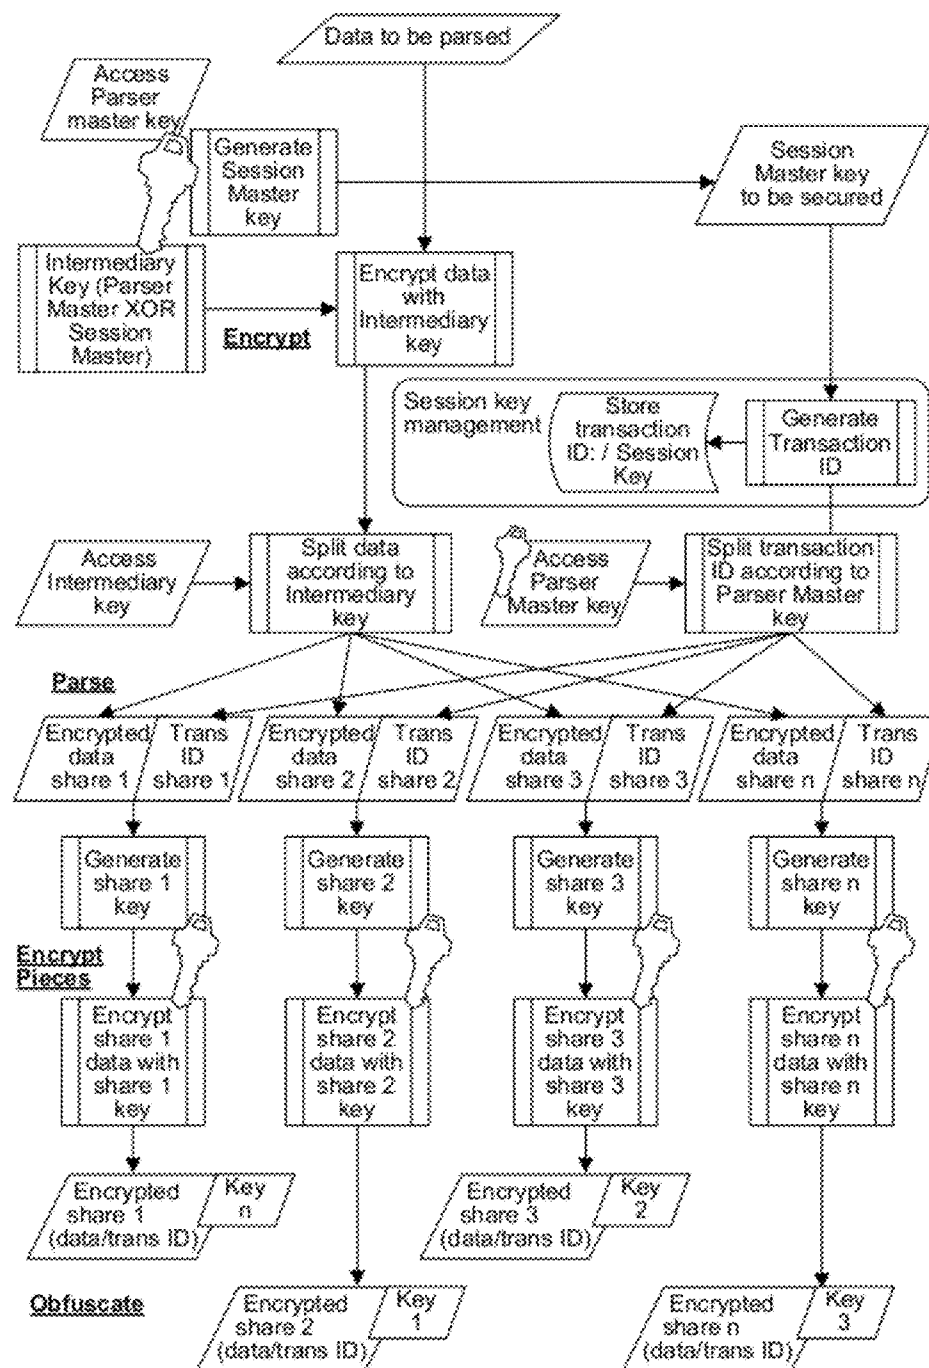 Data to be parsed
Access
Parser
master key
Generate
Session
Master
key
Session
Master key
to be secured
Intermediary
Key (Parser
Master XOR
Session
Master)
Encrypt
Encrypt data
with
Intermediary
key
Session key
management
Store
transaction
ID: / Session
Key
Generate
Transaction
ID
Access
Intermediary
key
Split data
according to
Intermediary
key
Access
Parser
Master key
Split transaction
ID according to
Parser Master
key
Parse
Encrypted
data
share 1
Trans
ID
share 1
Encrypted
data
share 2
Trans
ID
share 2
Encrypted
data
share 3
Trans
ID
share 3
Encrypted
data
share n
Trans
ID
share n
Generate
share 1
key
Generate
share 2
key
Generate
share 3
key
Generate
share n
key
Encrypt
Pieces
Encrypt
share 1
data with
share 1
key
Encrypt
share 2
data with
share 2
key
Encrypt
share 3
data with
share 3
key
Encrypt
share n
data with
share n
key
Encrypted
share 1
(data/trans ID)
Key
n
Encrypted
share 3
(data/trans ID)
Key
2
Obfuscate
Encrypted
share 2
(data/trans ID)
Key
1
Encrypted
share n
(data/trans ID)
Key
3